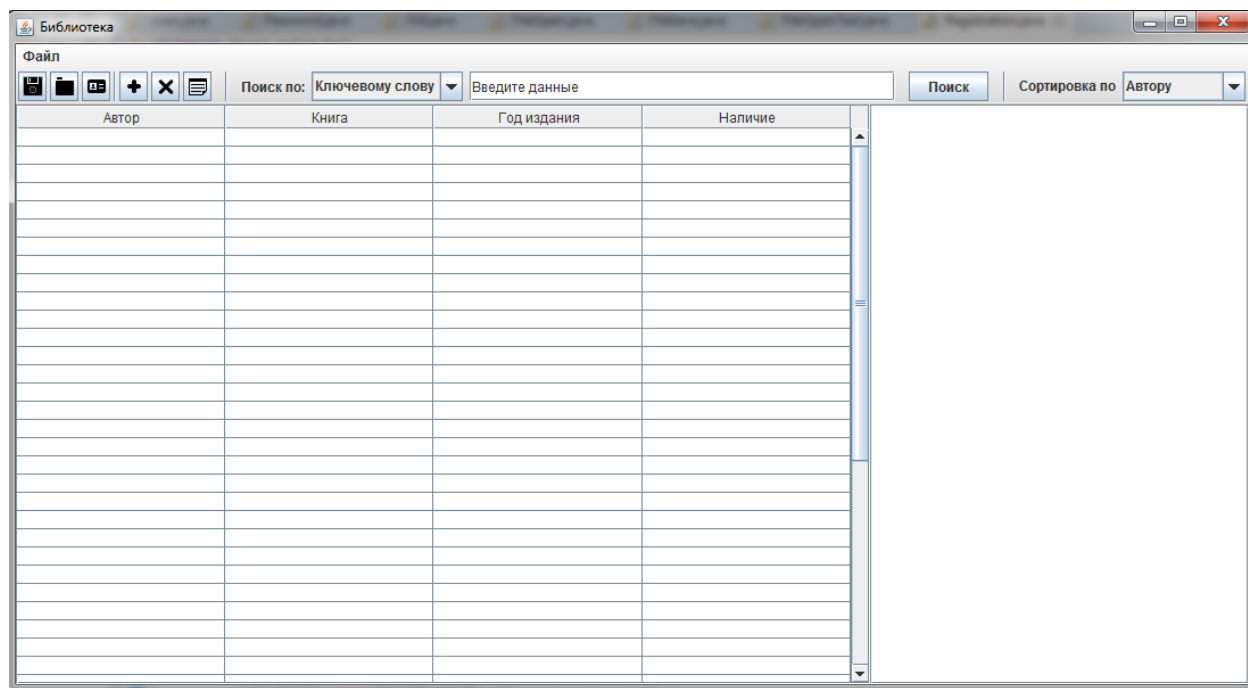 Библиотека
Файл
Поиск по: Ключевому слову Введите данные Поиск Сортировка по Автору
Автор Книга Год издания Наличие